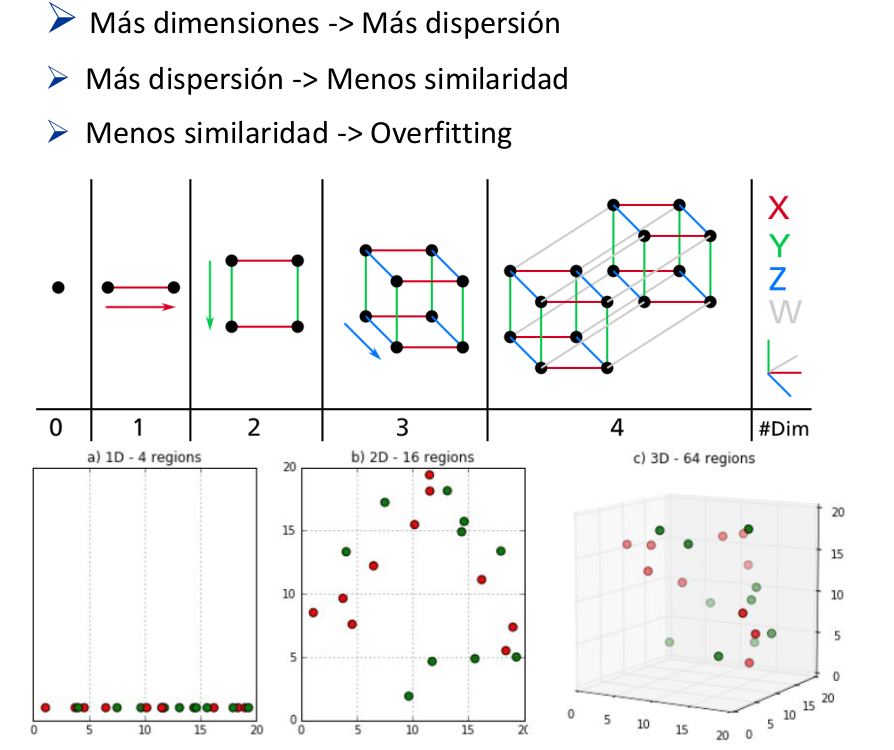 Más dimensiones -> Más dispersión
Más dispersión -> Menos similaridad
Menos similaridad -> Overfitting
X
Y
Z
W
0 1 2 3 4 #Dim
a) 1D - 4 regions
0 5 10 15 20
b) 2D - 16 regions
20
15
10
5
0
0 5 10 15 20
c) 3D - 64 regions
20
15
10
5
0
0 5 10 15 20
0 5 10 15 20